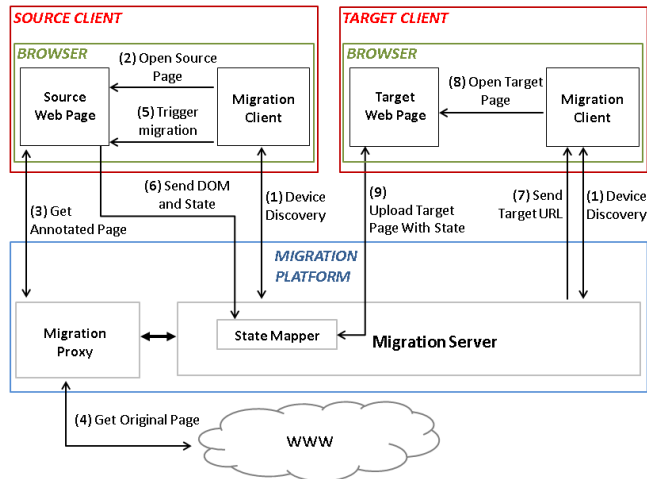 SOURCE CLIENT
BROWSER
Source
Web Page
(2) Open Source
Page
(5) Trigger
migration
Migration
Client
TARGET CLIENT
BROWSER
Target
Web Page
(8) Open Target
Page
Migration
Client
(3) Get
Annotated Page
(6) Send DOM
and State
(1) Device
Discovery
(9)
Upload Target
Page With State
(7) Send
Target URL
(1) Device
Discovery
MIGRATION
PLATFORM
Migration
Proxy
State Mapper
Migration Server
(4) Get Original Page
WWW